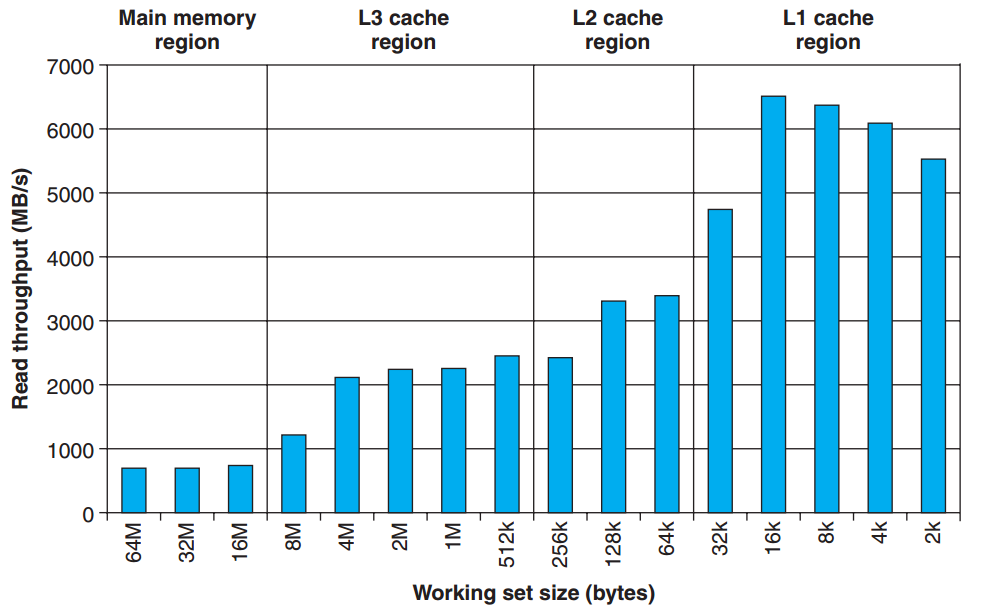 Main memory
region
L3 cache
region
L2 cache
region
L1 cache
region
7000
6000
5000
4000
3000
2000
1000
0
Read throughput (MB/s)
64M
32M
16M
8M
4M
2M
1M
512k
256k
128k
64k
32k
16k
8k
4k
2k
Working set size (bytes)